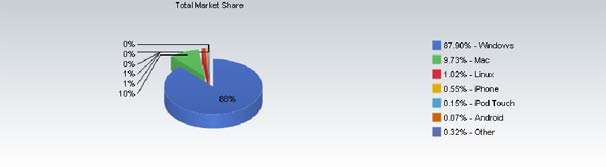 Total Market Share
0%
0%
0%
1%
1%
10%
88%
87.90% - Windows
9.73% - Mac
1.02% - Linux
0.55% - iPhone
0.15% - iPod Touch
0.07% - Android
0.32% - Other